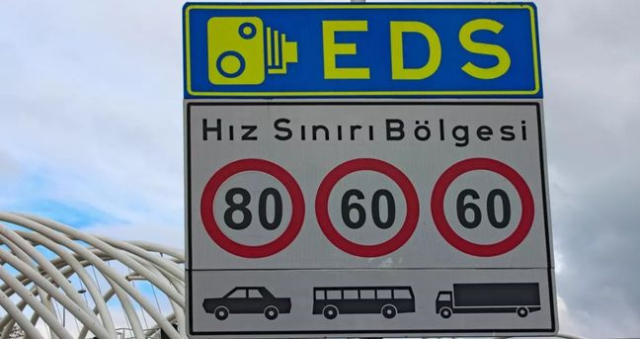 EDS
Hız Sınırı Bölgesi
80 60 60